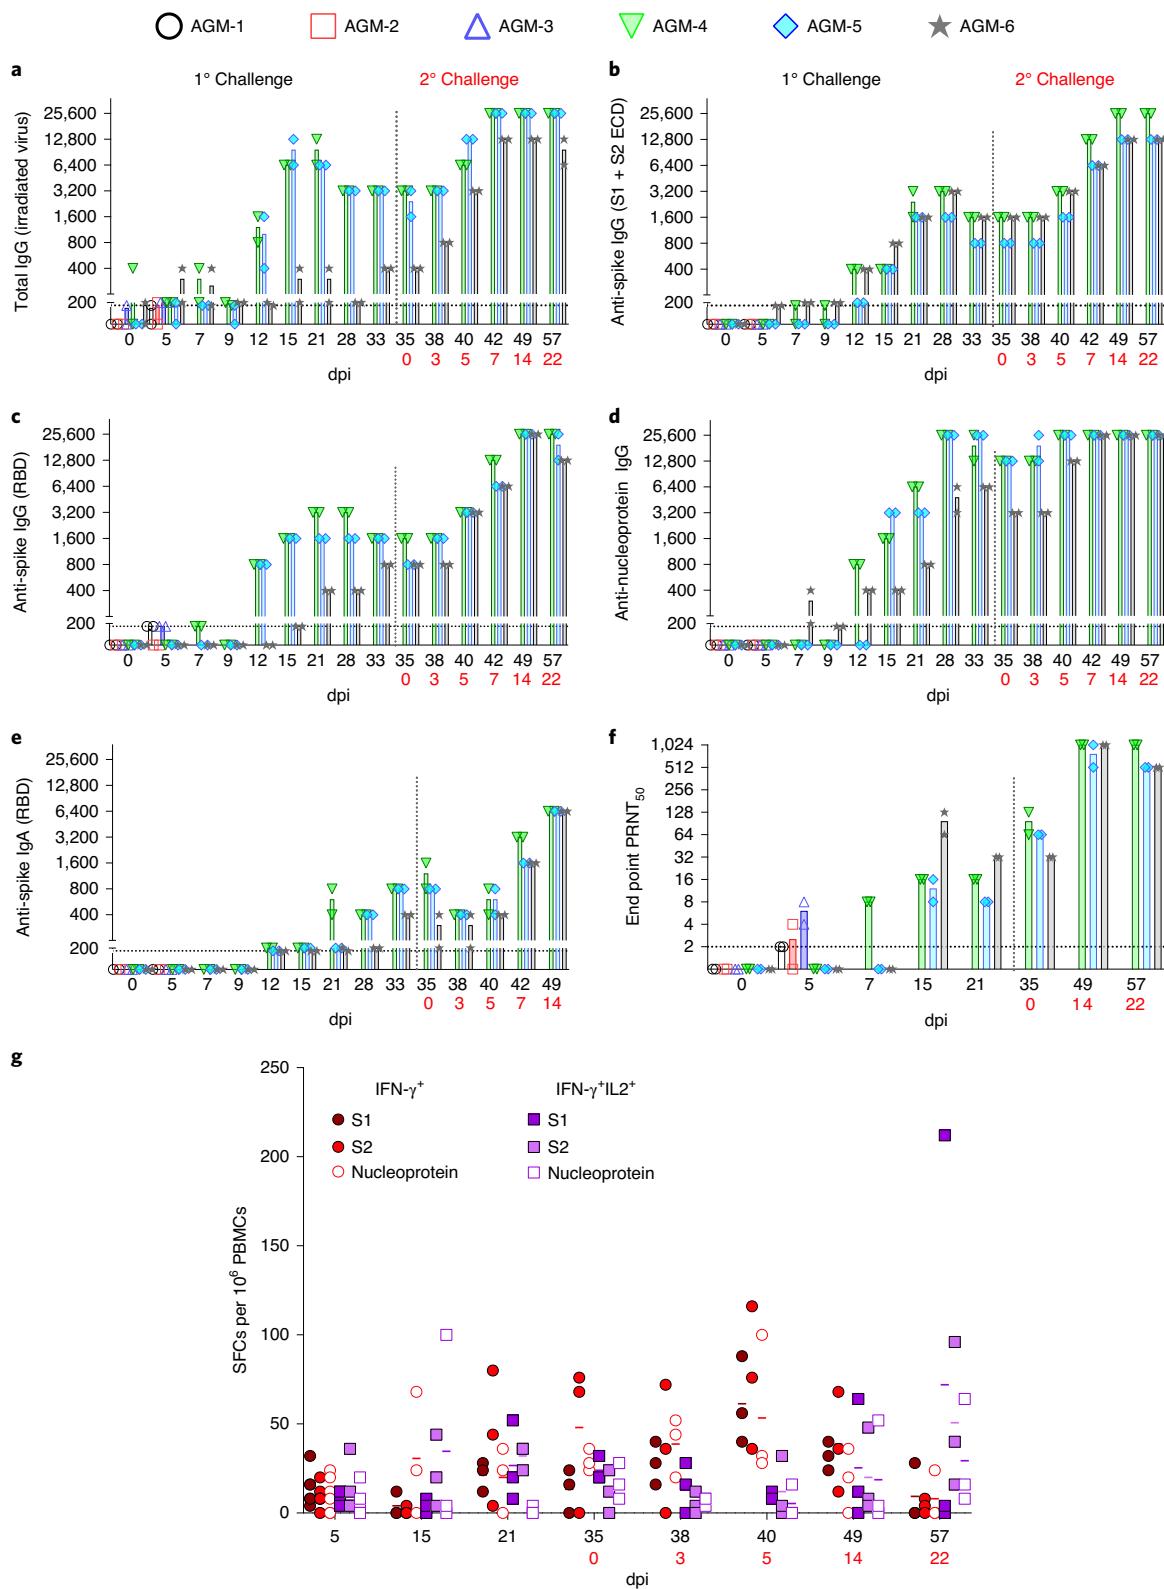 AGM-1 AGM-2 AGM-3 AGM-4 AGM-5 AGM-6
a
1° Challenge 2° Challenge
Total IgG (irradiated virus)
25,600
12,800
6,400
3,200
1,600
800
400
200
0 5 7 9 12 15 21 28 33 35 38 40 42 49 57
0 3 5 7 14 22
dpi
b
1° Challenge 2° Challenge
Anti-spike IgG (S1 + S2 ECD)
25,600
12,800
6,400
3,200
1,600
800
400
200
0 5 7 9 12 15 21 28 33 35 38 40 42 49 57
0 3 5 7 14 22
dpi
c
Anti-spike IgG (RBD)
25,600
12,800
6,400
3,200
1,600
800
400
200
0 5 7 9 12 15 21 28 33 35 38 40 42 49 57
0 3 5 7 14 22
dpi
d
Anti-nucleoprotein IgG
25,600
12,800
6,400
3,200
1,600
800
400
200
0 5 7 9 12 15 21 28 33 35 38 40 42 49 57
0 3 5 7 14 22
dpi
e
Anti-spike IgA (RBD)
25,600
12,800
6,400
3,200
1,600
800
400
200
0 5 7 9 12 15 21 28 33 35 38 40 42 49
0 3 5 7 14
dpi
f
End point PRNT50
1,024
512
256
128
64
32
16
8
4
2
0 5 7 15 21 35 49 57
0 14 22
dpi
g
SFCs per 10⁶ PBMCs
250
200
150
100
50
0
IFN-γ⁺ IFN-γ⁺IL2⁺
S1 S1
S2 S2
Nucleoprotein Nucleoprotein
5 15 21 35 38 40 49 57
0 3 5 14 22
dpi